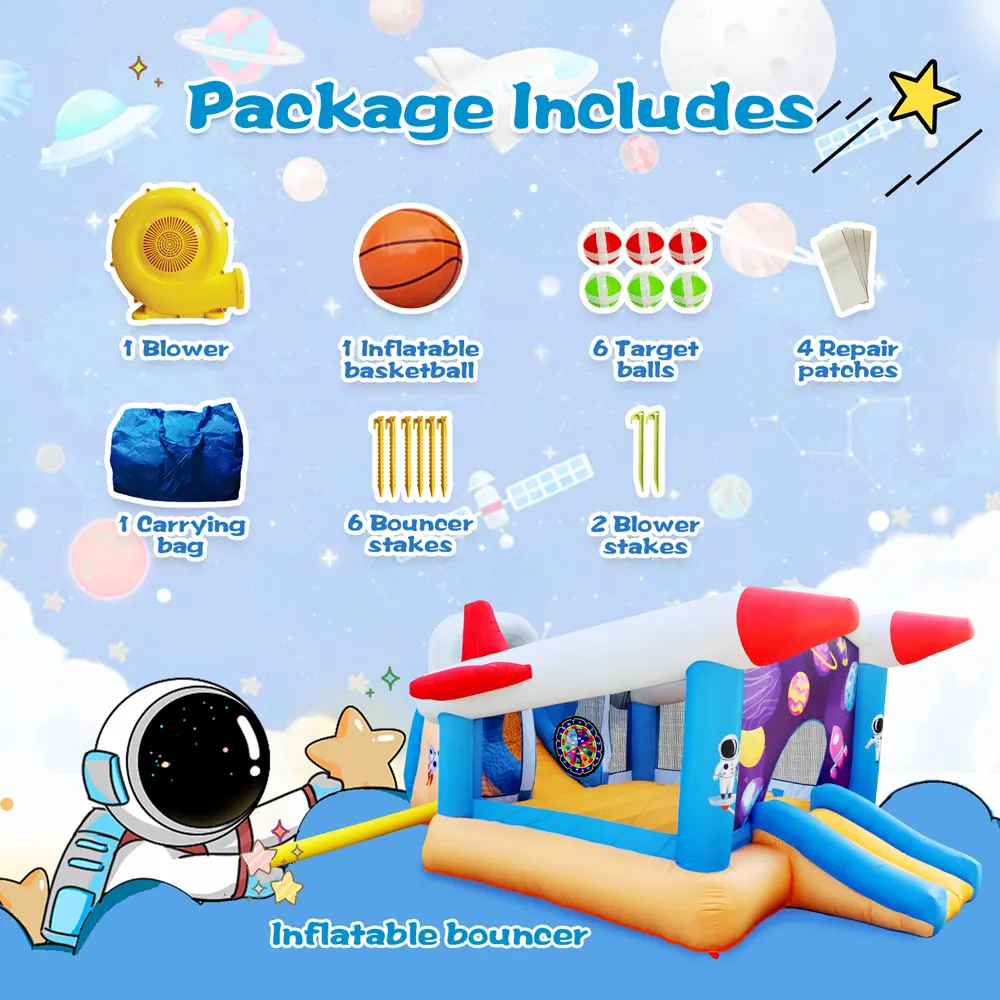 Package Includes
1 Blower
1 Inflatable
basketball
6 Target
balls
4 Repair
patches
1 Carrying
bag
6 Bouncer
stakes
2 Blower
stakes
Inflatable bouncer